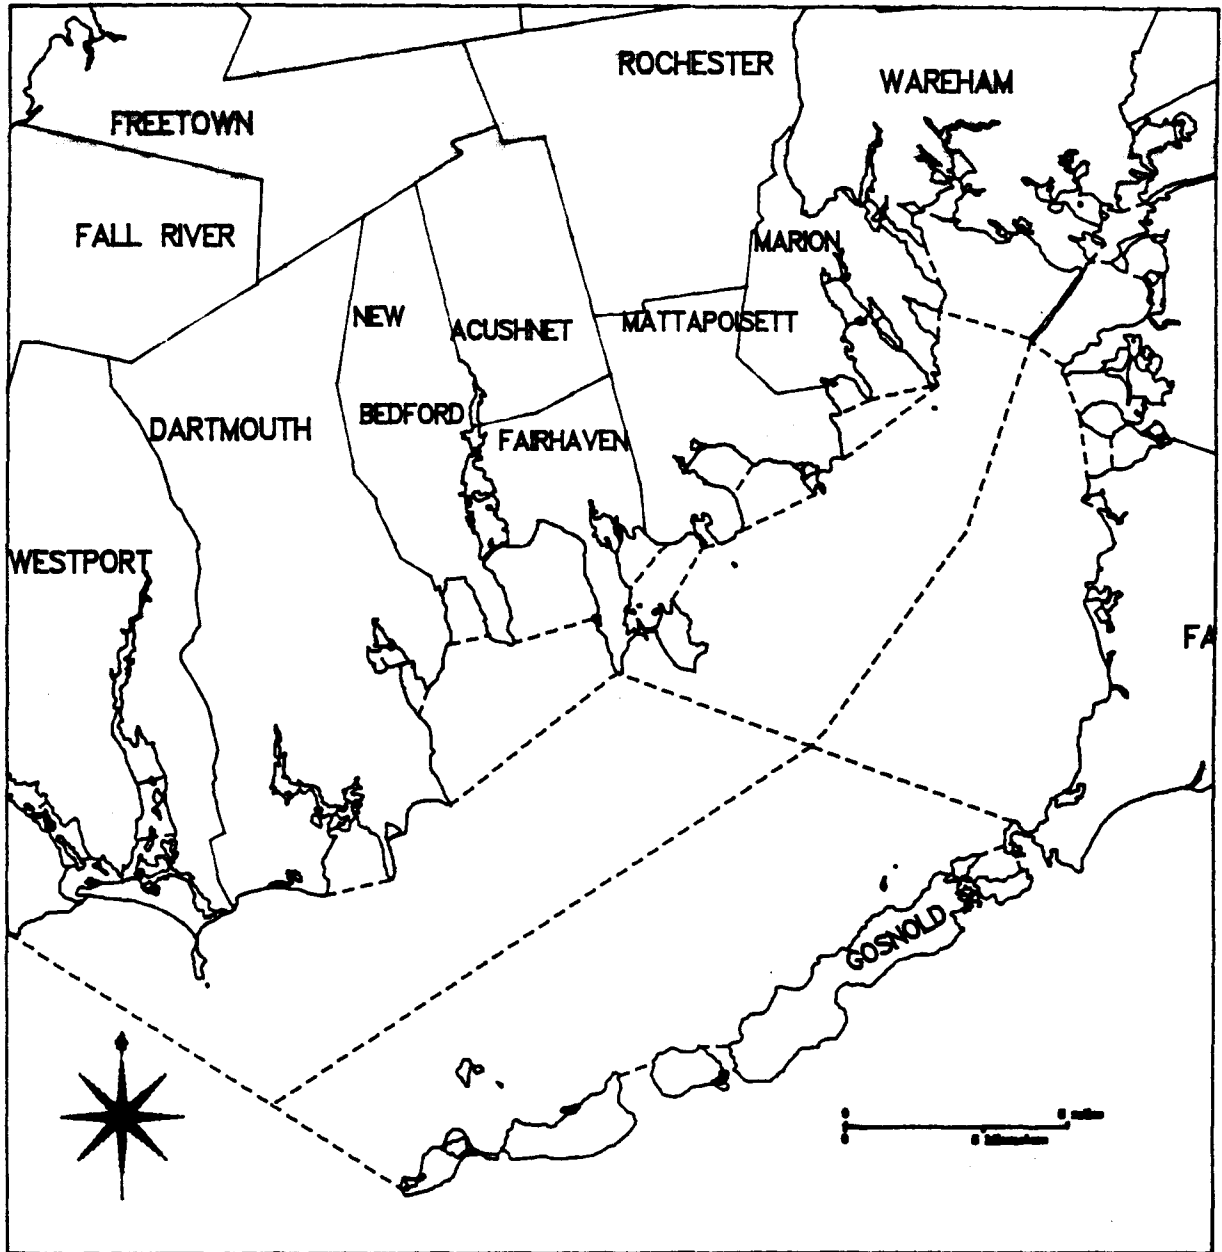 ROCHESTER
WAREHAM
FREETOWN
FALL RIVER
MARION
NEW
ACUSHNET
MATTAPOISETT
BEDFORD
DARTMOUTH
FAIRHAVEN
WESTPORT
FA
GOSNOLD